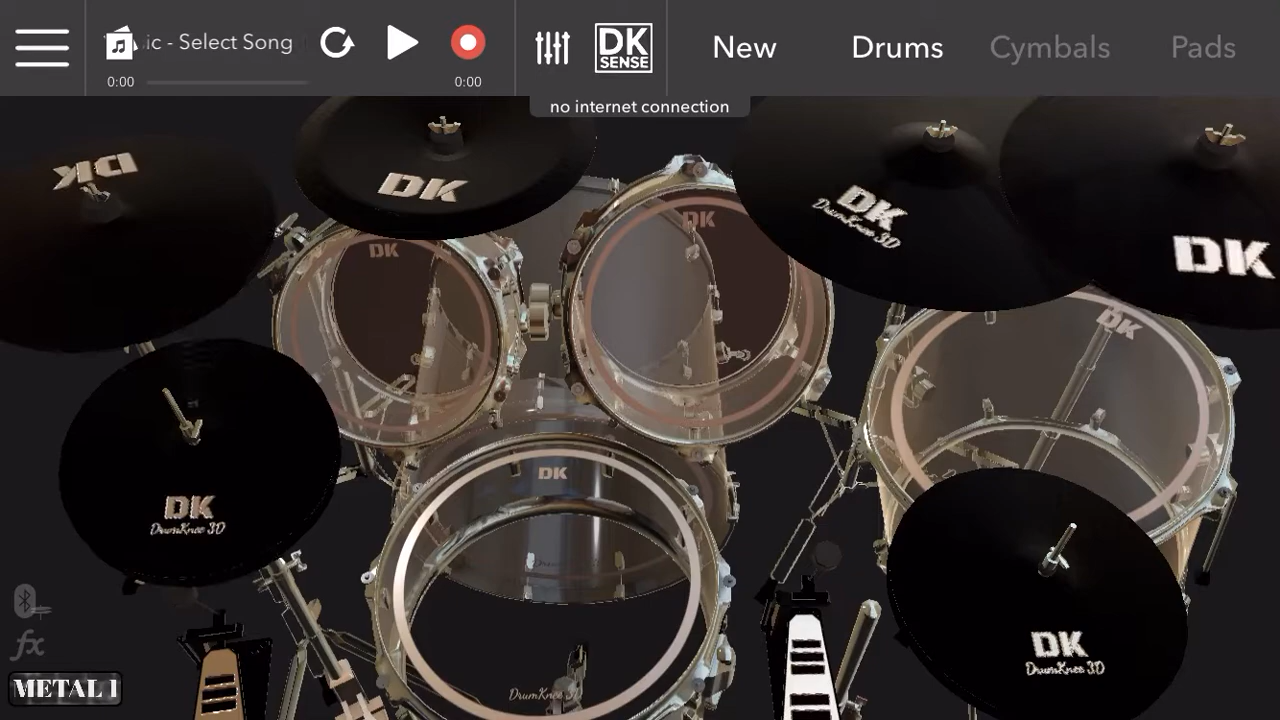 ic - Select Song
0:00
0:00
DK
SENSE
New
Drums
Cymbals
Pads
no internet connection
DK
DK
DK
DrumKnee 3D
DK
DK
DK
DK
DK
DK
DrumKnee 3D
DrumKnee 3D
DK
DrumKnee 3D
fx
METAL 1